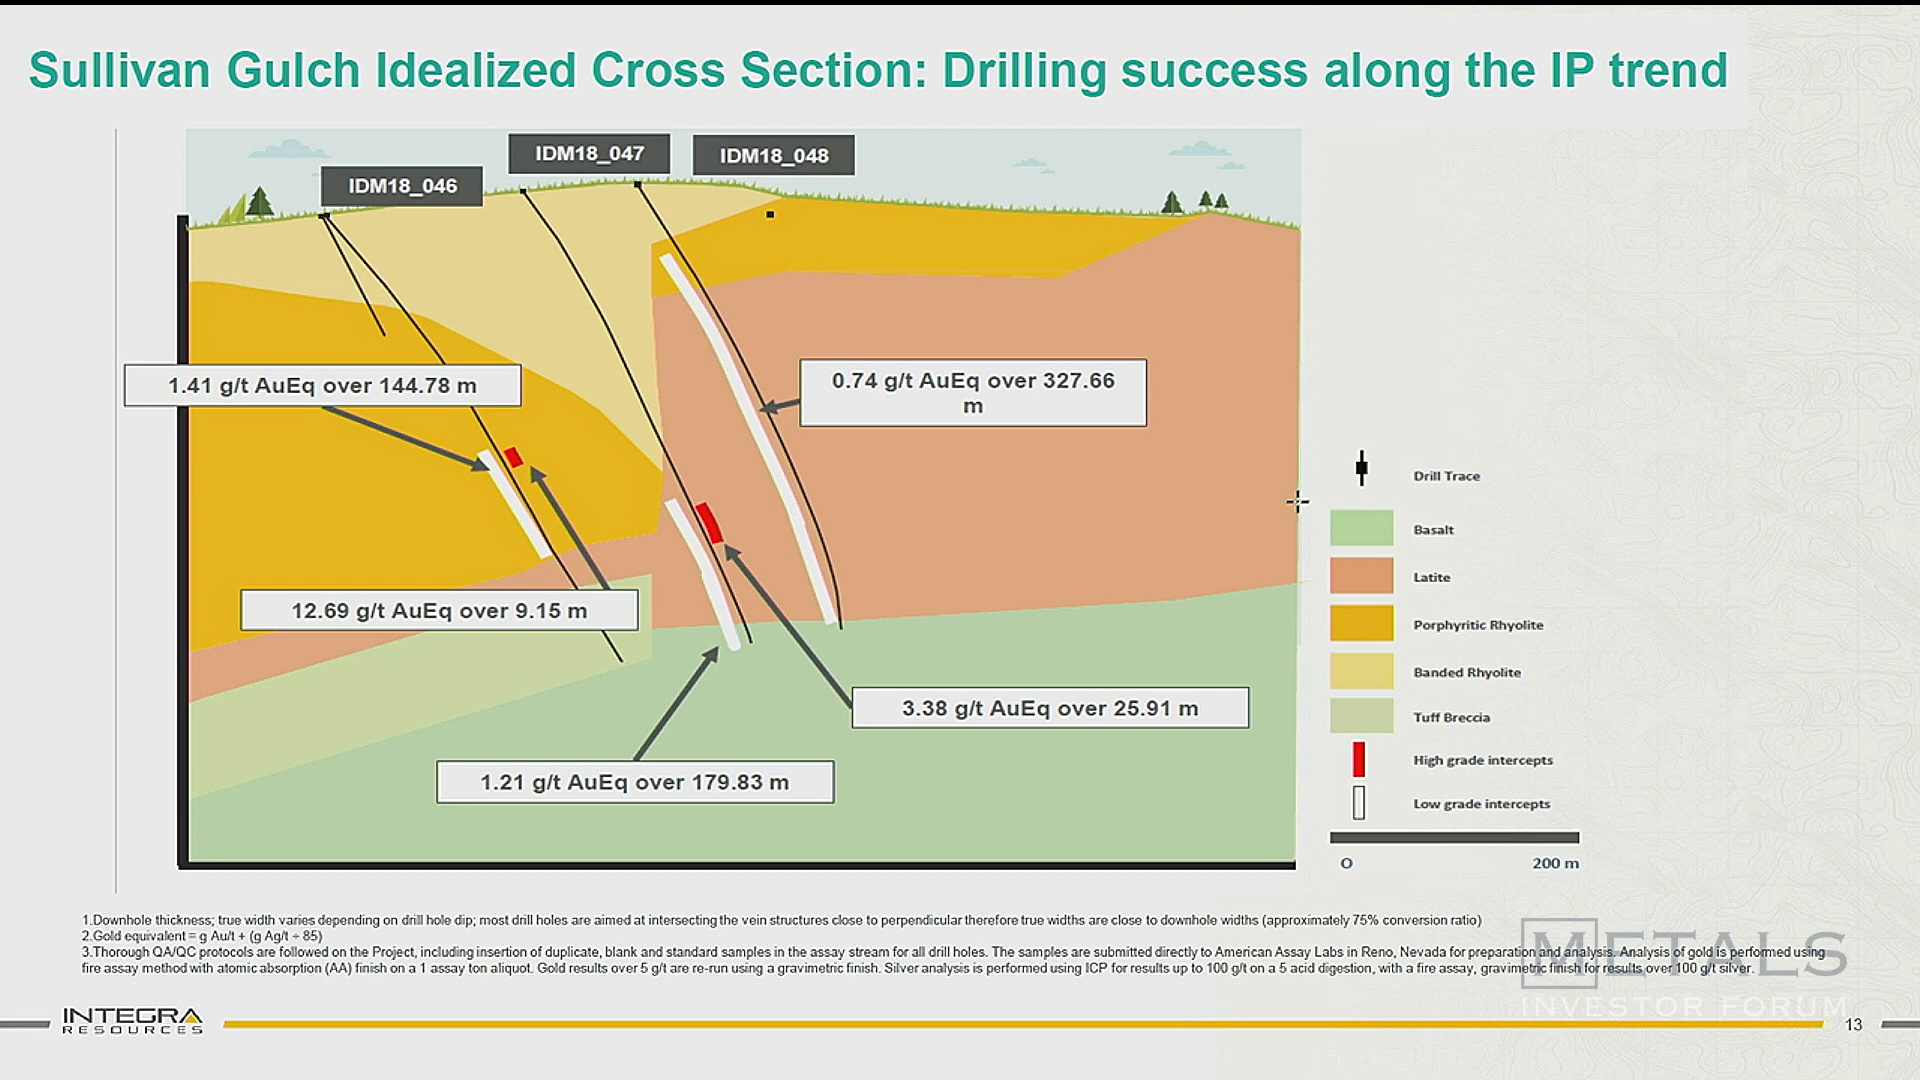 Sullivan Gulch Idealized Cross Section: Drilling success along the IP trend
IDM18_046
IDM18_047
IDM18_048
1.41 g/t AuEq over 144.78 m
0.74 g/t AuEq over 327.66
m
12.69 g/t AuEq over 9.15 m
3.38 g/t AuEq over 25.91 m
1.21 g/t AuEq over 179.83 m
Drill Trace
Basalt
Latite
Porphyritic Rhyolite
Banded Rhyolite
Tuff Breccia
High grade intercepts
Low grade intercepts
O 200 m
1.Downhole thickness; true width varies depending on drill hole dip; most drill holes are aimed at intersecting the vein structures close to perpendicular therefore true widths are close to downhole widths (approximately 75% conversion ratio)
2.Gold equivalent = g Au/t + (g Ag/t ÷ 85)
3.Thorough QA/QC protocols are followed on the Project, including insertion of duplicate, blank and standard samples in the assay stream for all drill holes. The samples are submitted directly to American Assay Labs in Reno, Nevada for preparation and analysis. Analysis of gold is performed using
fire assay method with atomic absorption (AA) finish on a 1 assay ton aliquot. Gold results over 5 g/t are re-run using a gravimetric finish. Silver analysis is performed using ICP for results up to 100 g/t on a 5 acid digestion, with a fire assay, gravimetric finish for results over 100 g/t silver.
METALS
INVESTOR FORUM
INTEGRA
RESOURCES
13